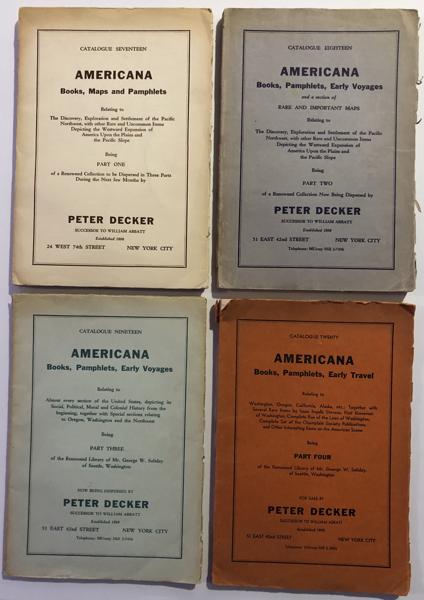 CATALOGUE SEVENTEEN
AMERICANA
Books, Maps and Pamphlets
Relating to
The Discovery, Exploration and Settlement of the Pacific
Northwest, with other Rare and Uncommon Items
Depicting the Westward Expansion of
America Upon the Plains and
the Pacific Slope
Being
PART ONE
of a Renowned Collection to be Dispersed in Three Parts
During the Next few Months by
PETER DECKER
SUCCESSOR TO WILLIAM ABBATT
Established 1898
24 WEST 74th STREET NEW YORK CITY
CATALOGUE EIGHTEEN
AMERICANA
Books, Pamphlets, Early Voyages
and a section of
RARE AND IMPORTANT MAPS
Relating to
The Discovery, Exploration and Settlement of the Pacific
Northwest, with other Rare and Uncommon Items
Depicting the Westward Expansion of
America Upon the Plains and
the Pacific Slope
Being
PART TWO
of a Renowned Collection Now Being Dispersed by
PETER DECKER
SUCCESSOR TO WILLIAM ABBATT
Established 1898
51 EAST 42nd STREET NEW YORK CITY
Telephone: MUrray Hill
CATALOGUE NINETEEN
AMERICANA
Books, Pamphlets, Early Voyages
Relating to
Almost every section of the United States, depicting its
Social, Political, Moral and Colonial History from the
beginning, together with Special sections relating
to Oregon, Washington and the Northwest
Being
PART THREE
of the Renowned Library of Mr. George W. Soliday
of Seattle, Washington
NOW BEING DISPERSED BY
PETER DECKER
SUCCESSOR TO WILLIAM ABBATT
Established 1898
51 EAST 42nd STREET NEW YORK CITY
Telephone: MUrray Hill
CATALOGUE TWENTY
AMERICANA
Books, Pamphlets, Early Travel
Relating to
Washington, Oregon, California, Alaska, etc.; Together with
Several Rare Items by Isaac Ingalls Stevens, First Governor
of Washington; Complete Run of the Laws of Washington;
Complete Set of the Champlain Society Publications,
and Other Interesting Items on the American Scene
Being
PART FOUR
of the Renowned Library of Mr. George W. Soliday
of Seattle, Washington
FOR SALE BY
PETER DECKER
SUCCESSOR TO WILLIAM ABBATT
Established 1898
51 EAST 42nd STREET NEW YORK CITY
Telephone: MUrray Hill